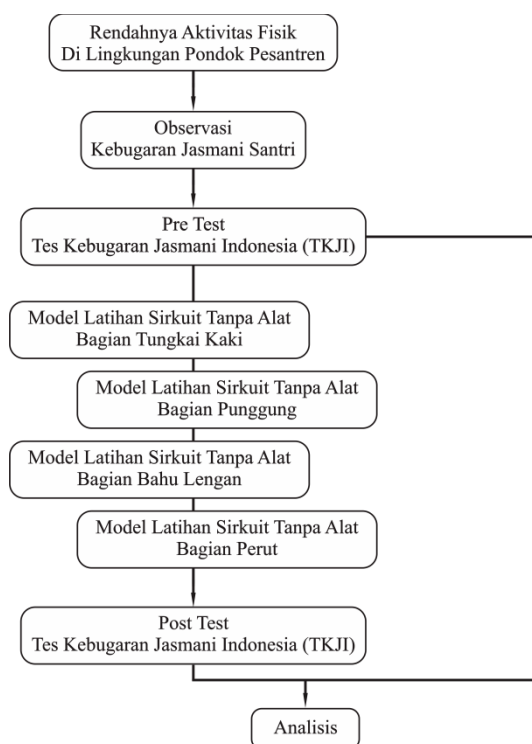 Rendahnya Aktivitas Fisik
Di Lingkungan Pondok Pesantren
Observasi
Kebugaran Jasmani Santri
Pre Test
Tes Kebugaran Jasmani Indonesia (TKJI)
Model Latihan Sirkuit Tanpa Alat
Bagian Tungkai Kaki
Model Latihan Sirkuit Tanpa Alat
Bagian Punggung
Model Latihan Sirkuit Tanpa Alat
Bagian Bahu Lengan
Model Latihan Sirkuit Tanpa Alat
Bagian Perut
Post Test
Tes Kebugaran Jasmani Indonesia (TKJI)
Analisis